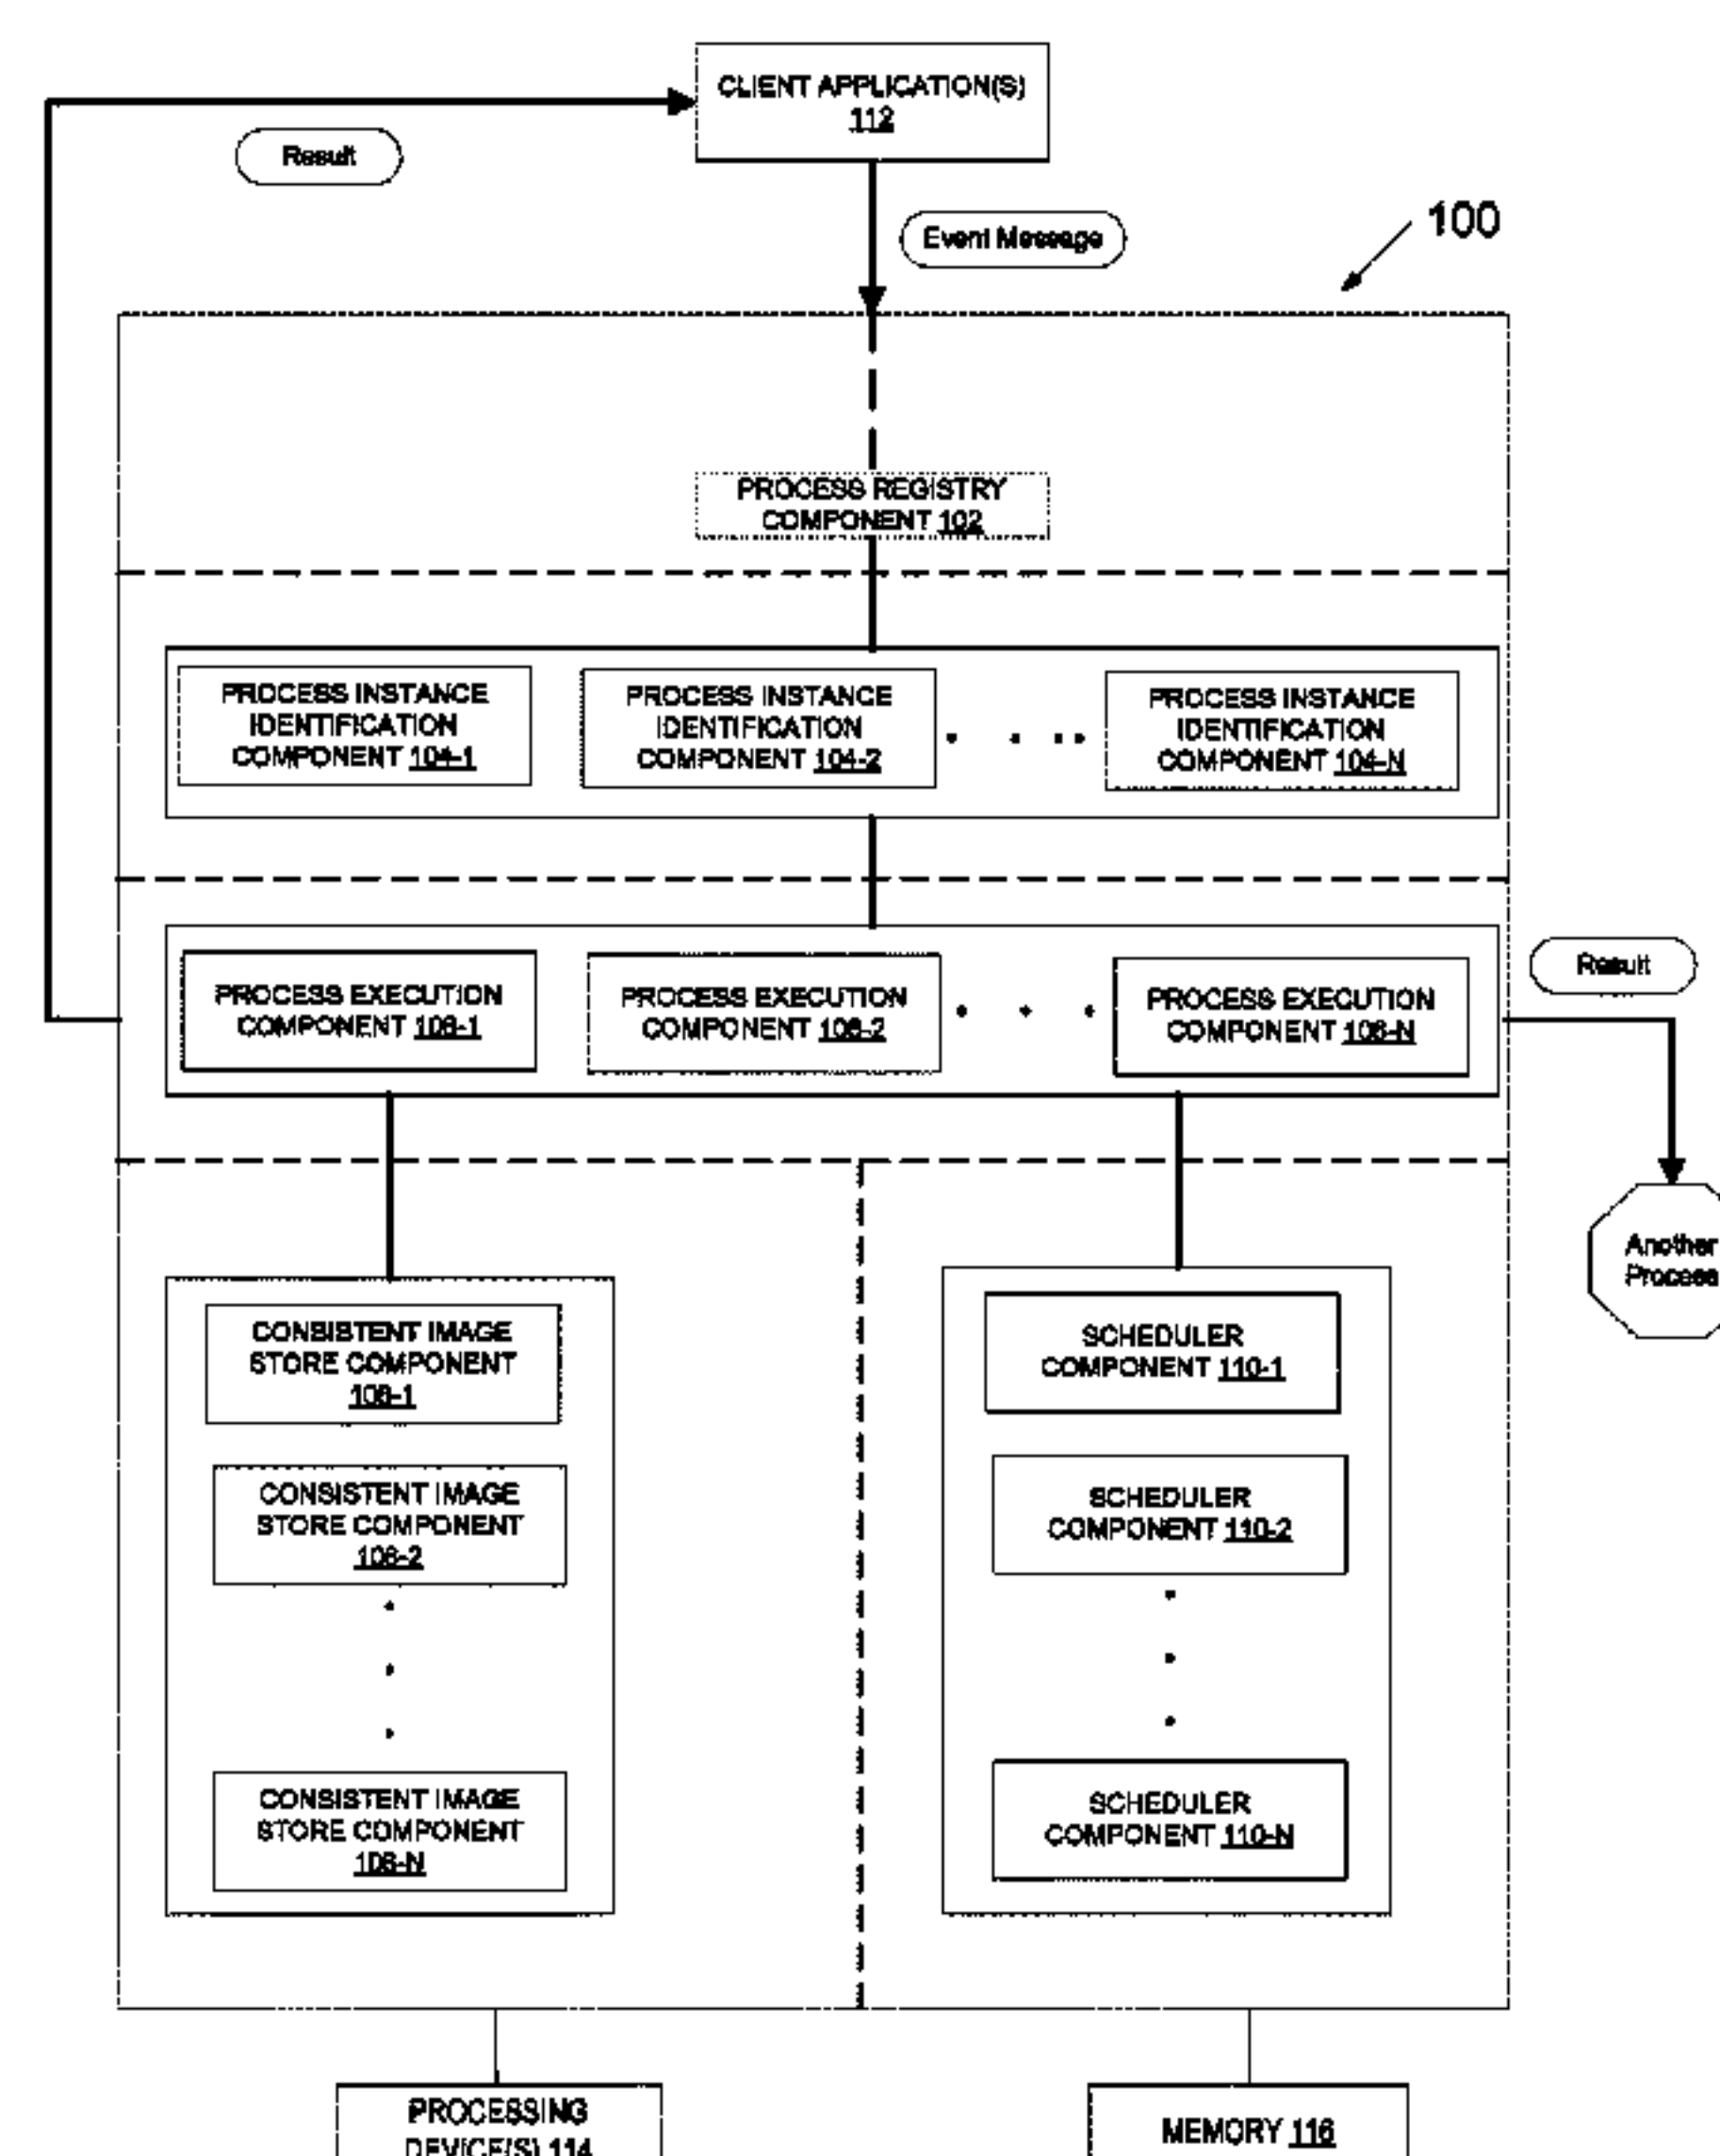 CLIENT APPLICATION(S)
112
Result
Event Message
100
PROCESS REGISTRY
COMPONENT 102
PROCESS INSTANCE
IDENTIFICATION
COMPONENT 104-1
PROCESS INSTANCE
IDENTIFICATION
COMPONENT 104-2
PROCESS INSTANCE
IDENTIFICATION
COMPONENT 104-N
PROCESS EXECUTION
COMPONENT 106-1
PROCESS EXECUTION
COMPONENT 106-2
PROCESS EXECUTION
COMPONENT 106-N
Result
Another
Process
CONSISTENT IMAGE
STORE COMPONENT
108-1
CONSISTENT IMAGE
STORE COMPONENT
108-2
CONSISTENT IMAGE
STORE COMPONENT
108-N
SCHEDULER
COMPONENT 110-1
SCHEDULER
COMPONENT 110-2
SCHEDULER
COMPONENT 110-N
PROCESSING
DEVICE(S) 114
MEMORY 116